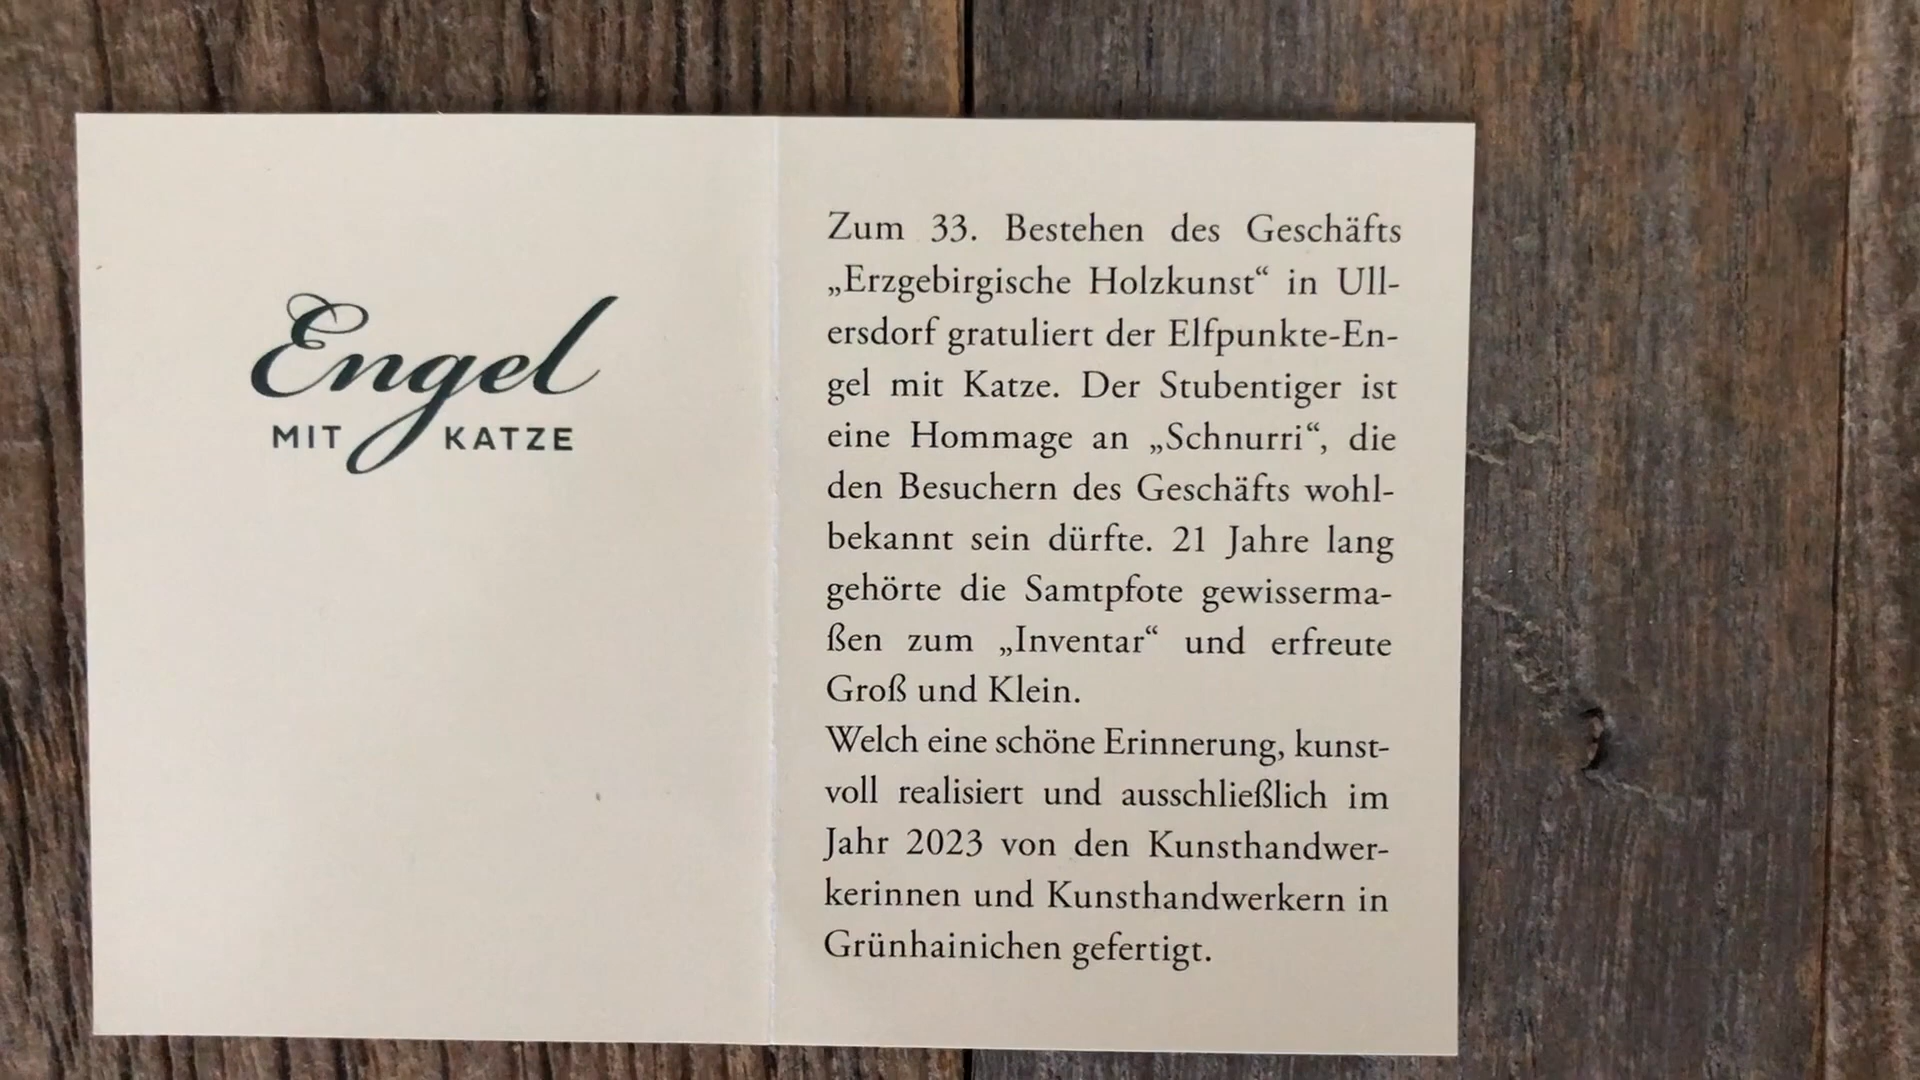 Engel
MIT KATZE
Zum 33. Bestehen des Geschäfts
„Erzgebirgische Holzkunst“ in Ull-
ersdorf gratuliert der Elfpunkte-En-
gel mit Katze. Der Stubentiger ist
eine Hommage an „Schnurri“, die
den Besuchern des Geschäfts wohl-
bekannt sein dürfte. 21 Jahre lang
gehörte die Samtpfote gewisserma-
ßen zum „Inventar“ und erfreute
Groß und Klein.
Welch eine schöne Erinnerung, kunst-
voll realisiert und ausschließlich im
Jahr 2023 von den Kunsthandwer-
kerinnen und Kunsthandwerkern in
Grünhainichen gefertigt.